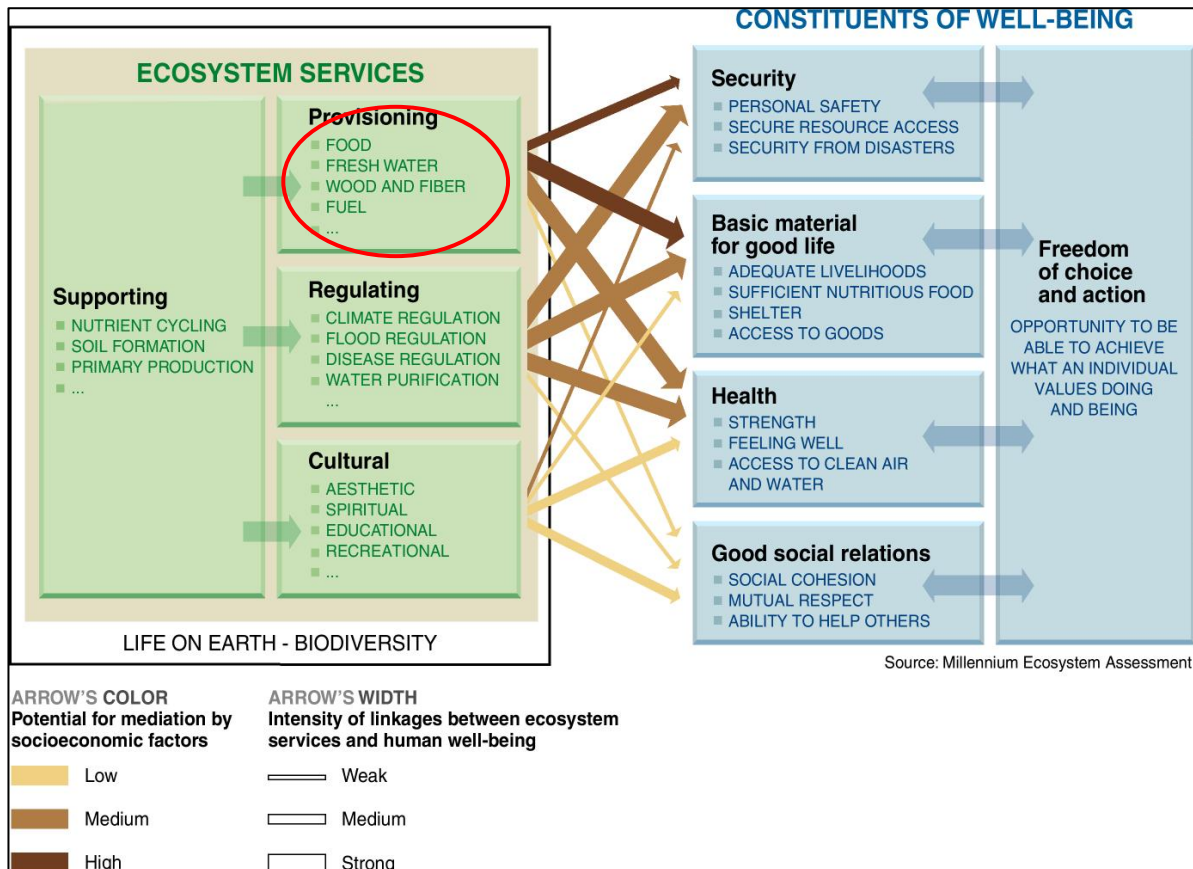 CONSTITUENTS OF WELL-BEING
ECOSYSTEM SERVICES
Supporting
NUTRIENT CYCLING
SOIL FORMATION
PRIMARY PRODUCTION
...
Provisioning
FOOD
FRESH WATER
WOOD AND FIBER
FUEL
...
Regulating
CLIMATE REGULATION
FLOOD REGULATION
DISEASE REGULATION
WATER PURIFICATION
...
Cultural
AESTHETIC
SPIRITUAL
EDUCATIONAL
RECREATIONAL
...
LIFE ON EARTH - BIODIVERSITY
Security
PERSONAL SAFETY
SECURE RESOURCE ACCESS
SECURITY FROM DISASTERS
Basic material
for good life
ADEQUATE LIVELIHOODS
SUFFICIENT NUTRITIOUS FOOD
SHELTER
ACCESS TO GOODS
Health
STRENGTH
FEELING WELL
ACCESS TO CLEAN AIR
AND WATER
Good social relations
SOCIAL COHESION
MUTUAL RESPECT
ABILITY TO HELP OTHERS
Freedom
of choice
and action
OPPORTUNITY TO BE
ABLE TO ACHIEVE
WHAT AN INDIVIDUAL
VALUES DOING
AND BEING
Source: Millennium Ecosystem Assessment
ARROW'S COLOR
Potential for mediation by
socioeconomic factors
Low
Medium
High
ARROW'S WIDTH
Intensity of linkages between ecosystem
services and human well-being
Weak
Medium
Strong